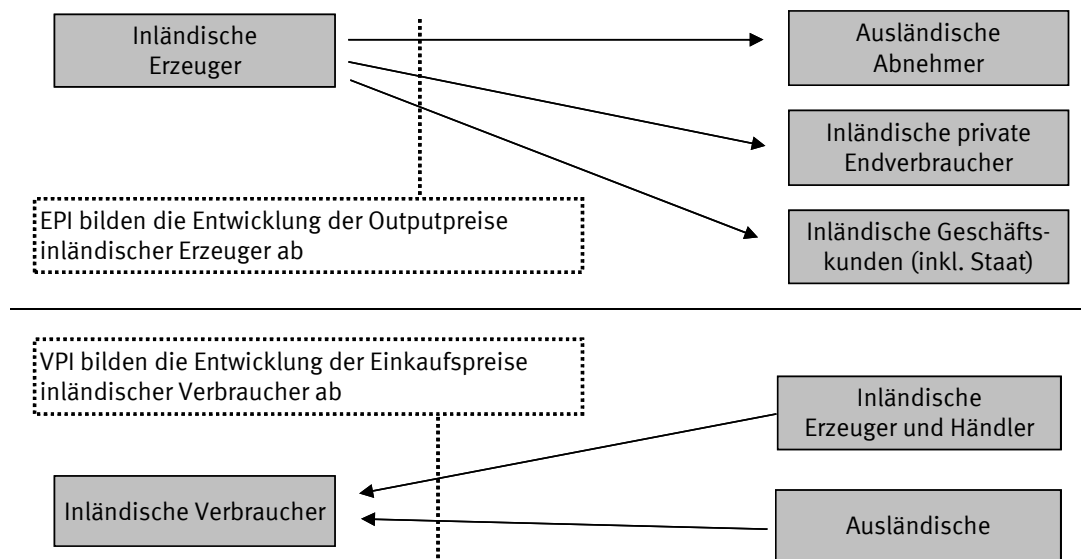 Inländische
Erzeuger
Ausländische
Abnehmer
Inländische private
Endverbraucher
EPI bilden die Entwicklung der Outputpreise
inländischer Erzeuger ab
Inländische Geschäfts-
kunden (inkl. Staat)
VPI bilden die Entwicklung der Einkaufspreise
inländischer Verbraucher ab
Inländische
Erzeuger und Händler
Inländische Verbraucher
Ausländische